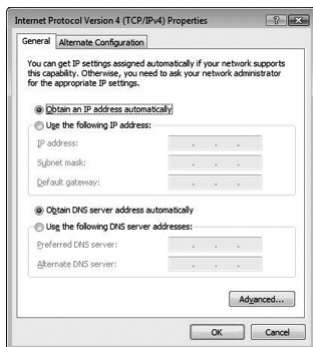 Internet Protocol Version 4 (TCP/IPv4) Properties
General Alternate Configuration
You can get IP settings assigned automatically if your network supports
this capability. Otherwise, you need to ask your network administrator
for the appropriate IP settings.
Obtain an IP address automatically
Use the following IP address:
IP address:
Subnet mask:
Default gateway:
Obtain DNS server address automatically
Use the following DNS server addresses:
Preferred DNS server:
Alternate DNS server:
Advanced...
OK Cancel